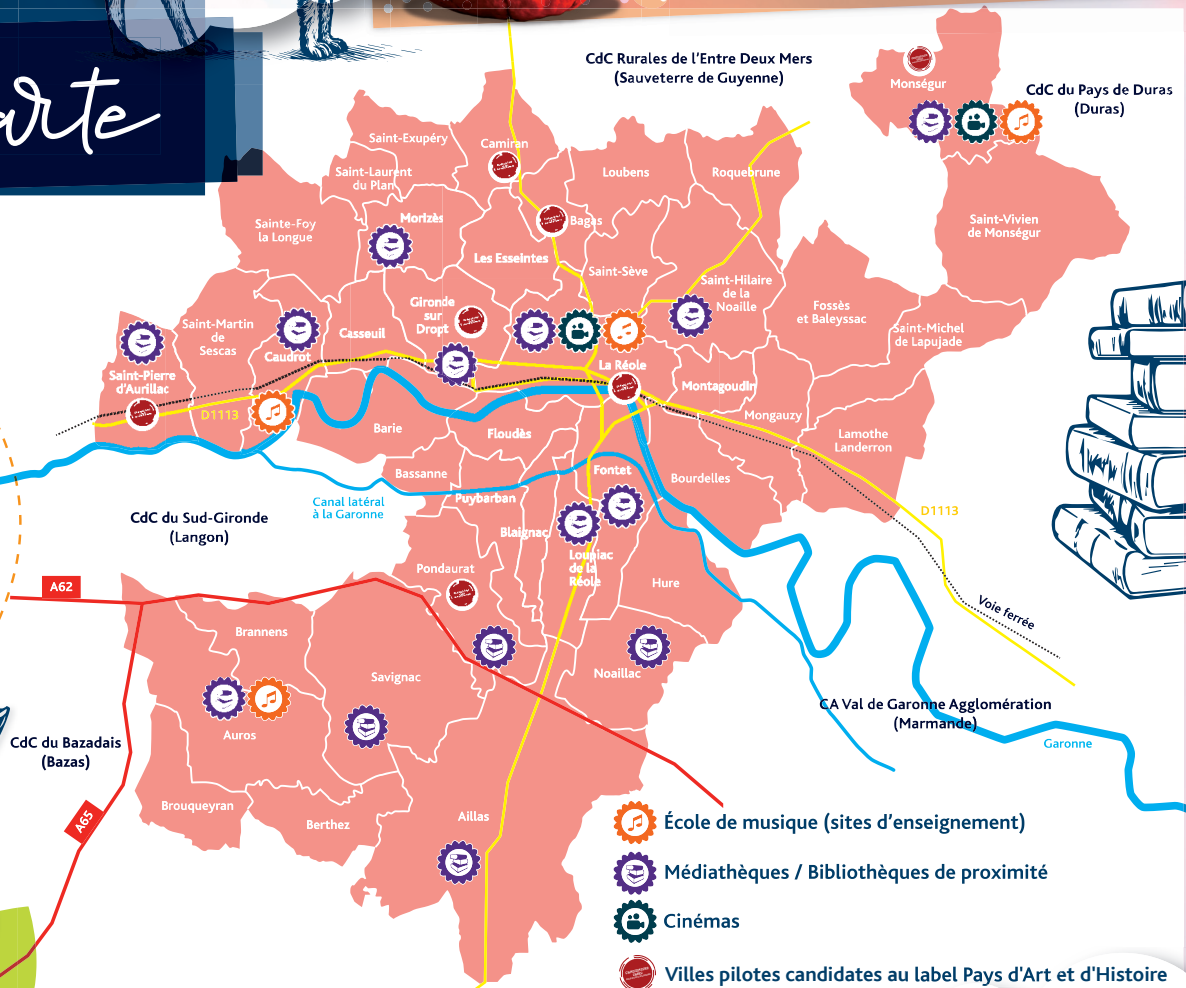 arte
CdC Rurales de l'Entre Deux Mers
(Sauveterre de Guyenne)
Monségur
CdC du Pays de Duras
(Duras)
Saint-Exupéry
Camiran
Saint-Laurent
du Plan
Loubens
Roquebrune
Sainte-Foy
la Longue
Morizès
Bagas
Saint-Vivien
de Monségur
Les Esseintes
Saint-Sève
Saint-Hilaire
de la
Noaille
Gironde
sur
Dropt
Fossès
et Baleyssac
Saint-Martin
de
Sescas
Casseuil
Saint-Michel
de Lapujade
Caudrot
La Réole
Saint-Pierre
d'Aurillac
Montagoudin
D1113
Mongauzy
Barie
Floudès
Lamothe
Landerron
Bassanne
Fontet
Bourdelles
Puybarban
Canal latéral
à la Garonne
CdC du Sud-Gironde
(Langon)
Blaignac
D1113
Loupiac
de la
Réole
Pondaurat
Hure
A62
Voie ferrée
Brannens
Savignac
Noaillac
CA Val de Garonne Agglomération
(Marmande)
Auros
CdC du Bazadais
(Bazas)
Garonne
Brouqueyran
Berthez
Aillas
A65
École de musique (sites d'enseignement)
Médiathèques / Bibliothèques de proximité
Cinémas
Villes pilotes candidates au label Pays d'Art et d'Histoire